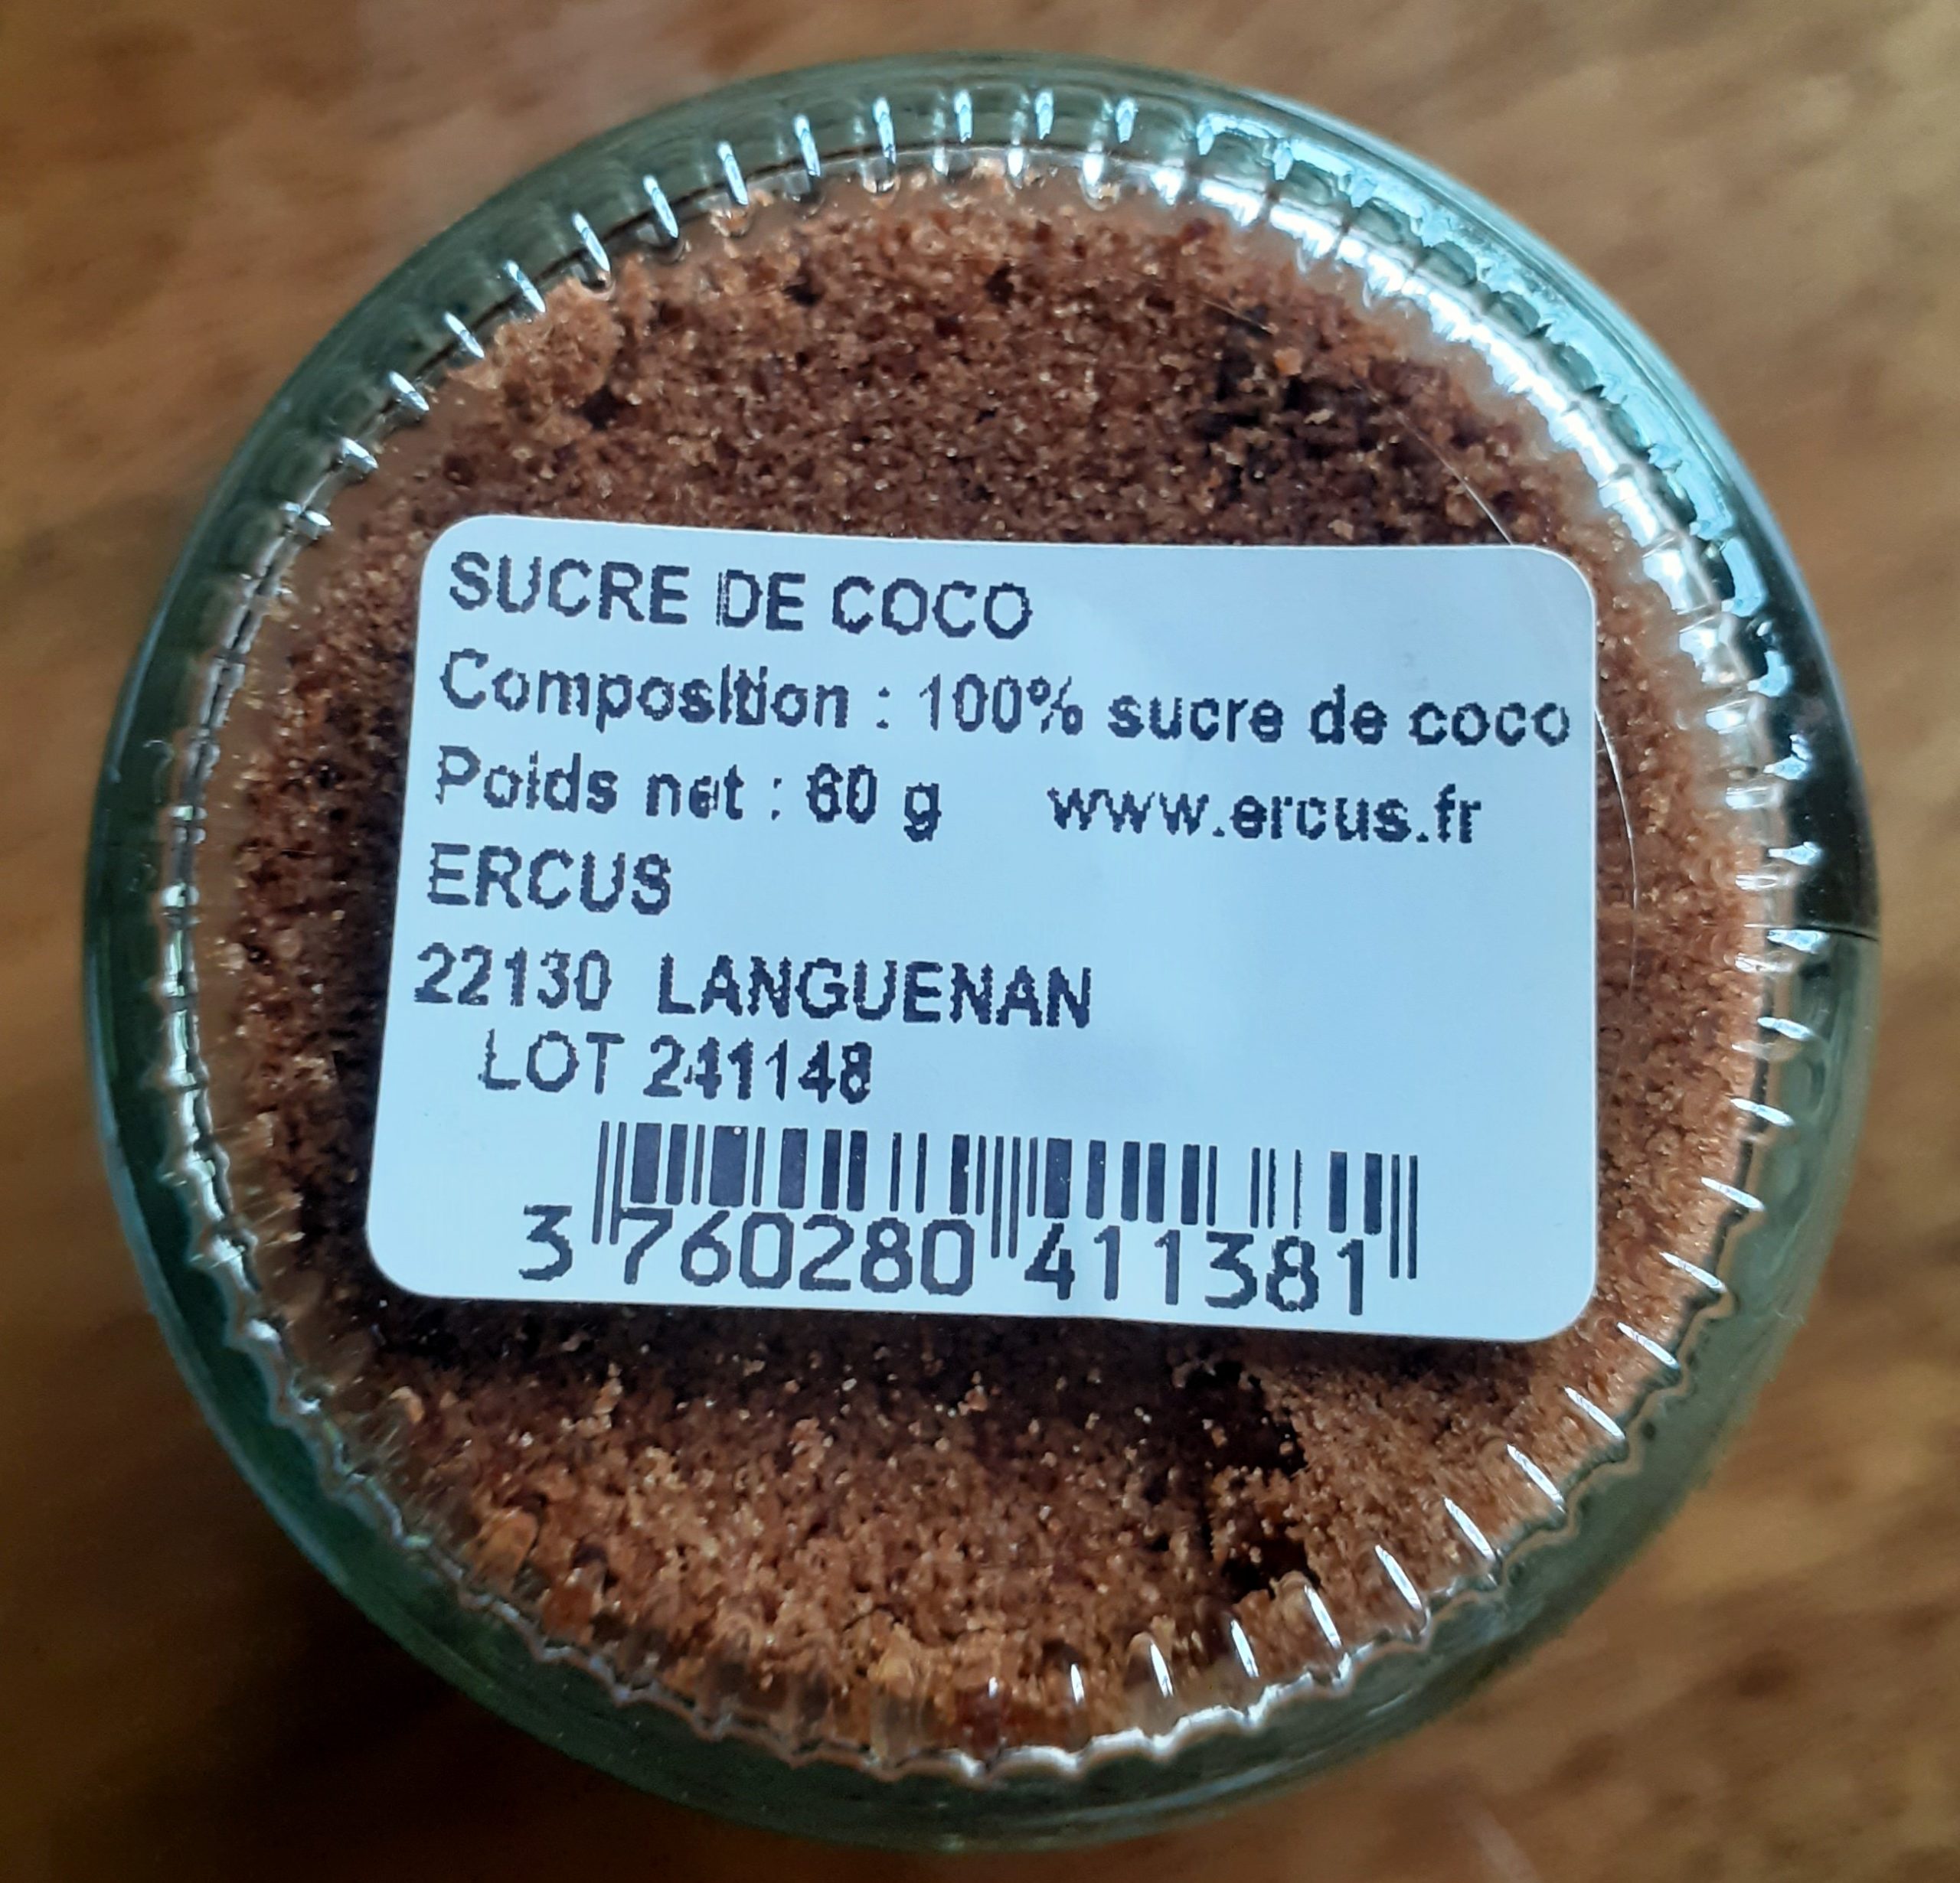 SUCRE DE COCO
Composition : 100% sucre de coco
Poids net : 60 g www.ercus.fr
ERCUS
22130 LANGUENAN
LOT 241148
3 760280 411381